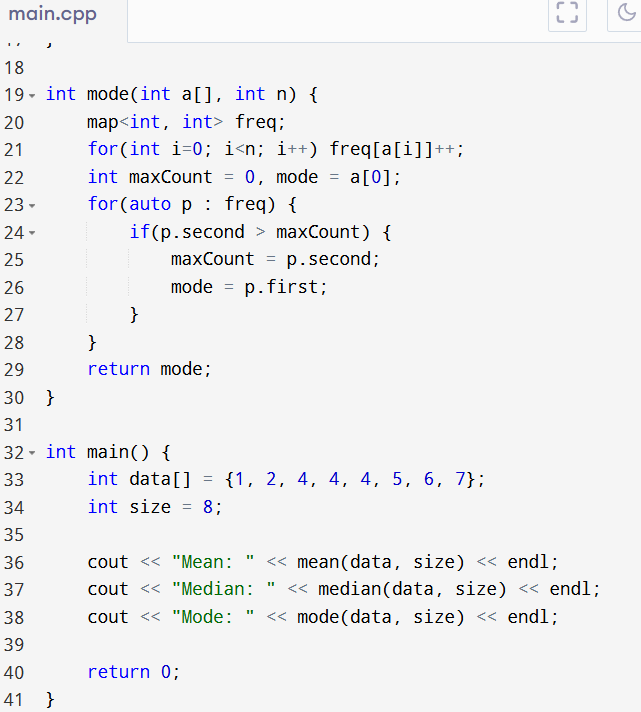 main.cpp
18
19 int mode(int a[], int n) {
20     map<int, int> freq;
21     for(int i=0; i<n; i++) freq[a[i]]++;
22     int maxCount = 0, mode = a[0];
23     for(auto p : freq) {
24         if(p.second > maxCount) {
25             maxCount = p.second;
26             mode = p.first;
27         }
28     }
29     return mode;
30 }
31
32 int main() {
33     int data[] = {1, 2, 4, 4, 4, 5, 6, 7};
34     int size = 8;
35
36     cout << "Mean: " << mean(data, size) << endl;
37     cout << "Median: " << median(data, size) << endl;
38     cout << "Mode: " << mode(data, size) << endl;
39
40     return 0;
41 }